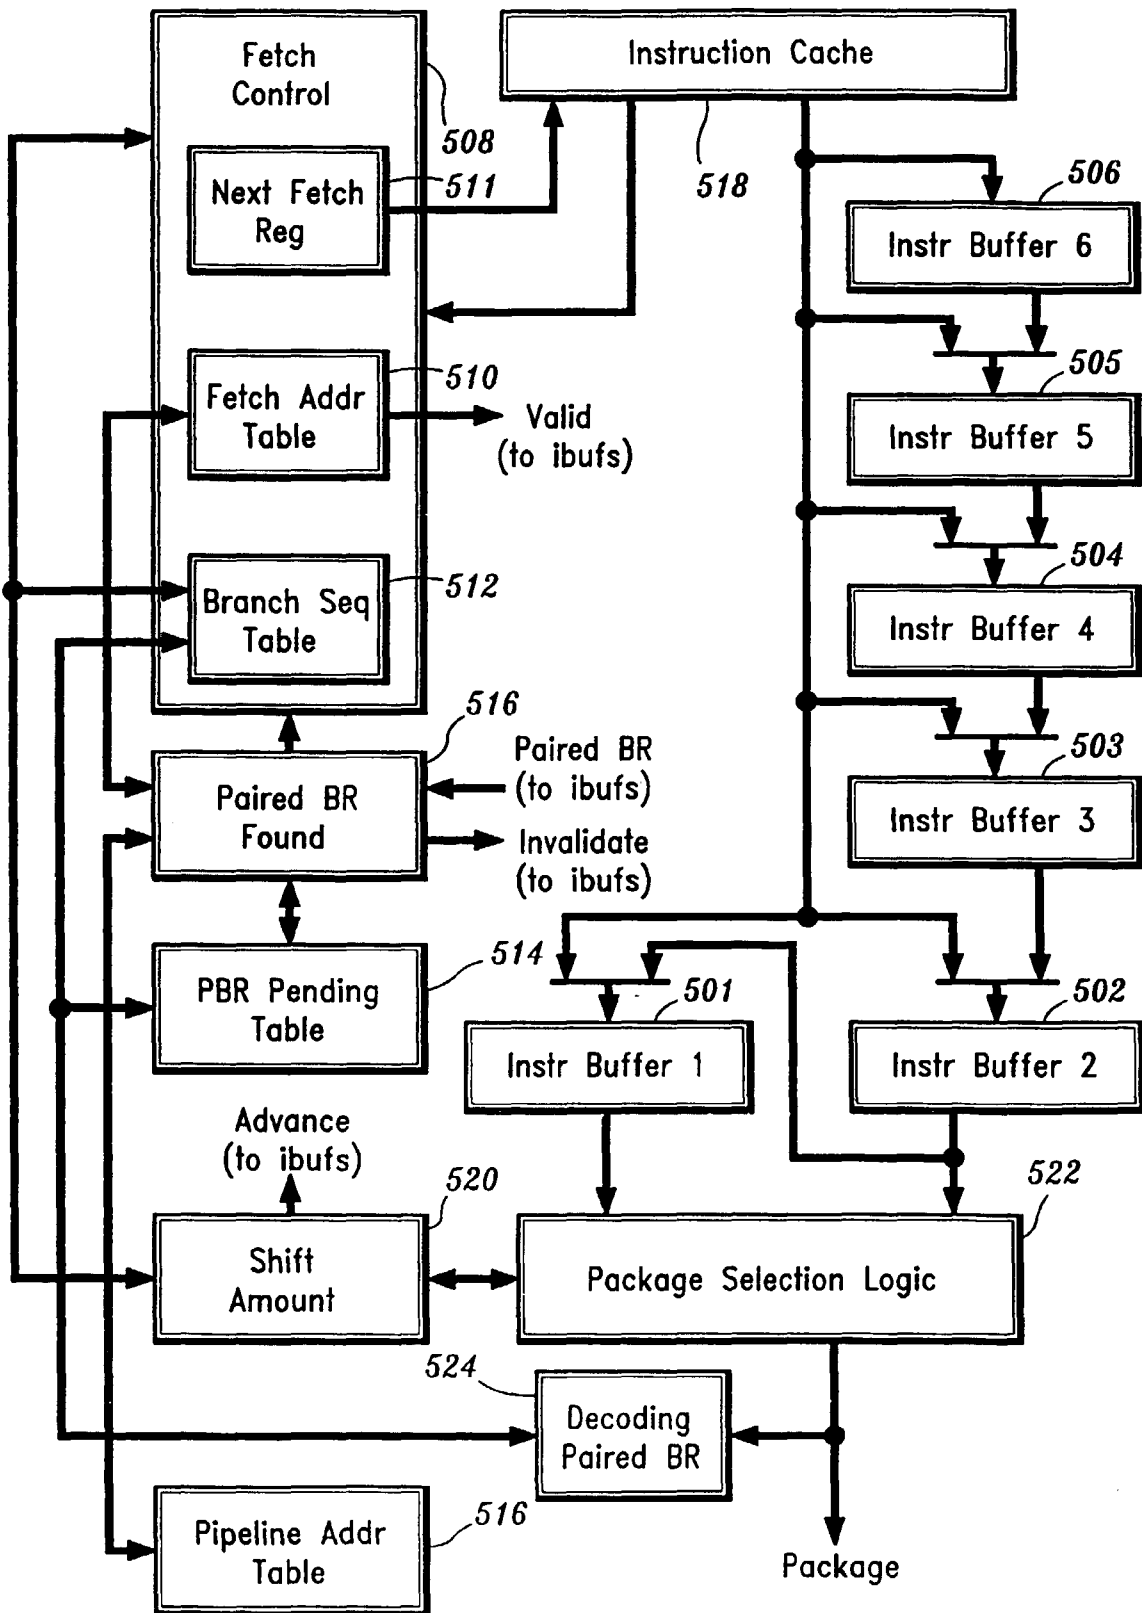 Fetch
Control
508
Instruction Cache
518
Next Fetch
Reg
511
506
Instr Buffer 6
Fetch Addr
Table
510
Valid
(to ibufs)
505
Instr Buffer 5
Branch Seq
Table
512
504
Instr Buffer 4
Paired BR
Found
516
Paired BR
(to ibufs)
Invalidate
(to ibufs)
503
Instr Buffer 3
PBR Pending
Table
514
501
Instr Buffer 1
502
Instr Buffer 2
Advance
(to ibufs)
Shift
Amount
520
522
Package Selection Logic
524
Decoding
Paired BR
Pipeline Addr
Table
516
Package